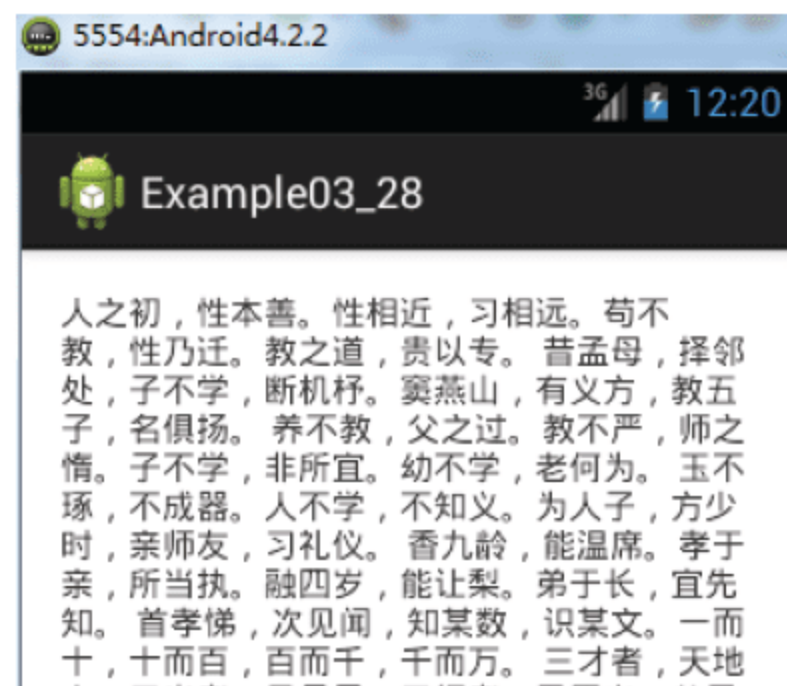 5554:Android4.2.2
3G 12:20
Example03_28
人之初，性本善。性相近，习相远。苟不
教，性乃迁。教之道，贵以专。 昔孟母，择邻
处，子不学，断机杼。窦燕山，有义方，教五
子，名俱扬。 养不教，父之过。教不严，师之
惰。子不学，非所宜。幼不学，老何为。 玉不
琢，不成器。人不学，不知义。为人子，方少
时，亲师友，习礼仪。 香九龄，能温席。孝于
亲，所当执。融四岁，能让梨。弟于长，宜先
知。 首孝悌，次见闻，知某数，识某文。一而
十，十而百，百而千，千而万。 三才者，天地